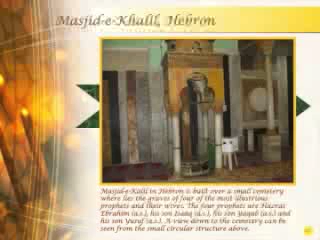 Masjid-e-Khalil, Hebron
Masjid-e-Kalil in Hebron is built over a small cemetery
where lies the graves of four of the most illustrious
prophets and their wives. The four prophets are Hazrat
Ebrahim (a.s.), his son Isaaq (a.s.), his son Yaqub (a.s.) and
his son Yusuf (a.s.). A view down to the cemetery can be
seen from the small circular structure above.